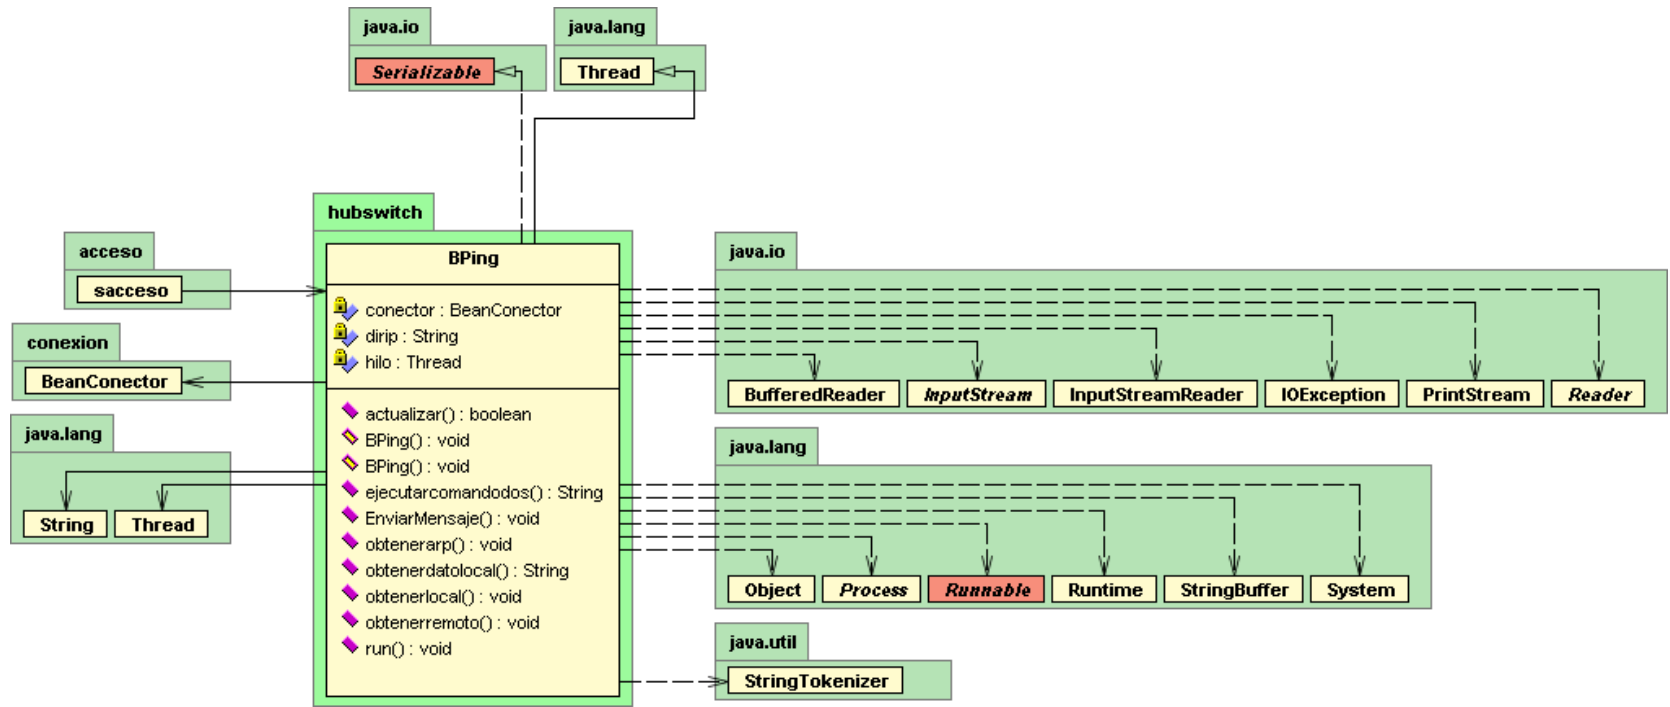 java.io
Serializable
java.lang
Thread
hubswitch
BPing
conector : BeanConector
dirip : String
hilo : Thread
actualizar() : boolean
BPing() : void
BPing() : void
ejecutarcomandodos() : String
EnviarMensaje() : void
obtenerarp() : void
obtenerdatolocal() : String
obtenerlocal() : void
obtenerremoto() : void
run() : void
acceso
sacceso
conexion
BeanConector
java.lang
String
Thread
java.io
BufferedReader
InputStream
InputStreamReader
IOException
PrintStream
Reader
java.lang
Object
Process
Runnable
Runtime
StringBuffer
System
java.util
StringTokenizer